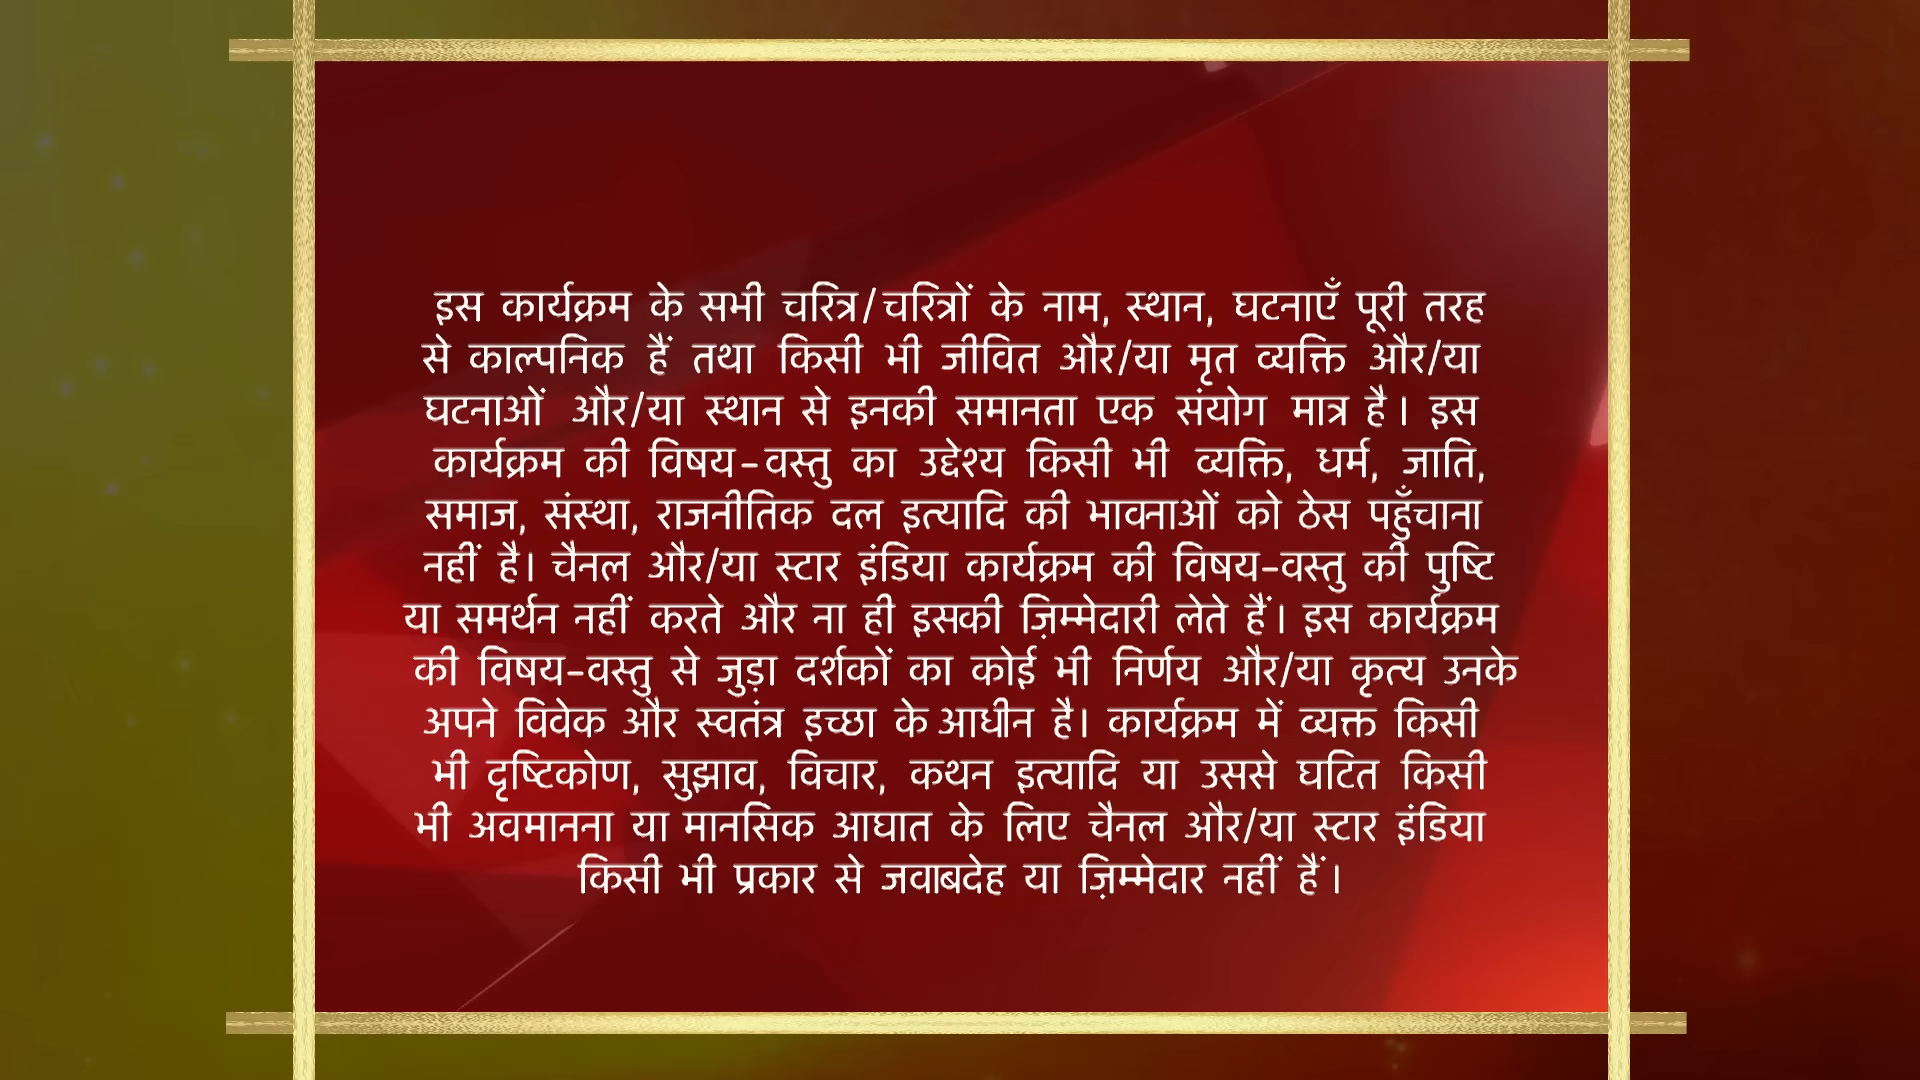 इस कार्यक्रम के सभी चरित्र/चरित्रों के नाम, स्थान, घटनाएँ पूरी तरह
से काल्पनिक हैं तथा किसी भी जीवित और/या मृत व्यक्ति और/या
घटनाओं और/या स्थान से इनकी समानता एक संयोग मात्र है। इस
कार्यक्रम की विषय-वस्तु का उद्देश्य किसी भी व्यक्ति, धर्म, जाति,
समाज, संस्था, राजनीतिक दल इत्यादि की भावनाओं को ठेस पहुँचाना
नहीं है। चैनल और/या स्टार इंडिया कार्यक्रम की विषय-वस्तु की पुष्टि
या समर्थन नहीं करते और ना ही इसकी ज़िम्मेदारी लेते हैं। इस कार्यक्रम
की विषय-वस्तु से जुड़ा दर्शकों का कोई भी निर्णय और/या कृत्य उनके
अपने विवेक और स्वतंत्र इच्छा के आधीन है। कार्यक्रम में व्यक्त किसी
भी दृष्टिकोण, सुझाव, विचार, कथन इत्यादि या उससे घटित किसी
भी अवमानना या मानसिक आघात के लिए चैनल और/या स्टार इंडिया
किसी भी प्रकार से जवाबदेह या ज़िम्मेदार नहीं हैं।